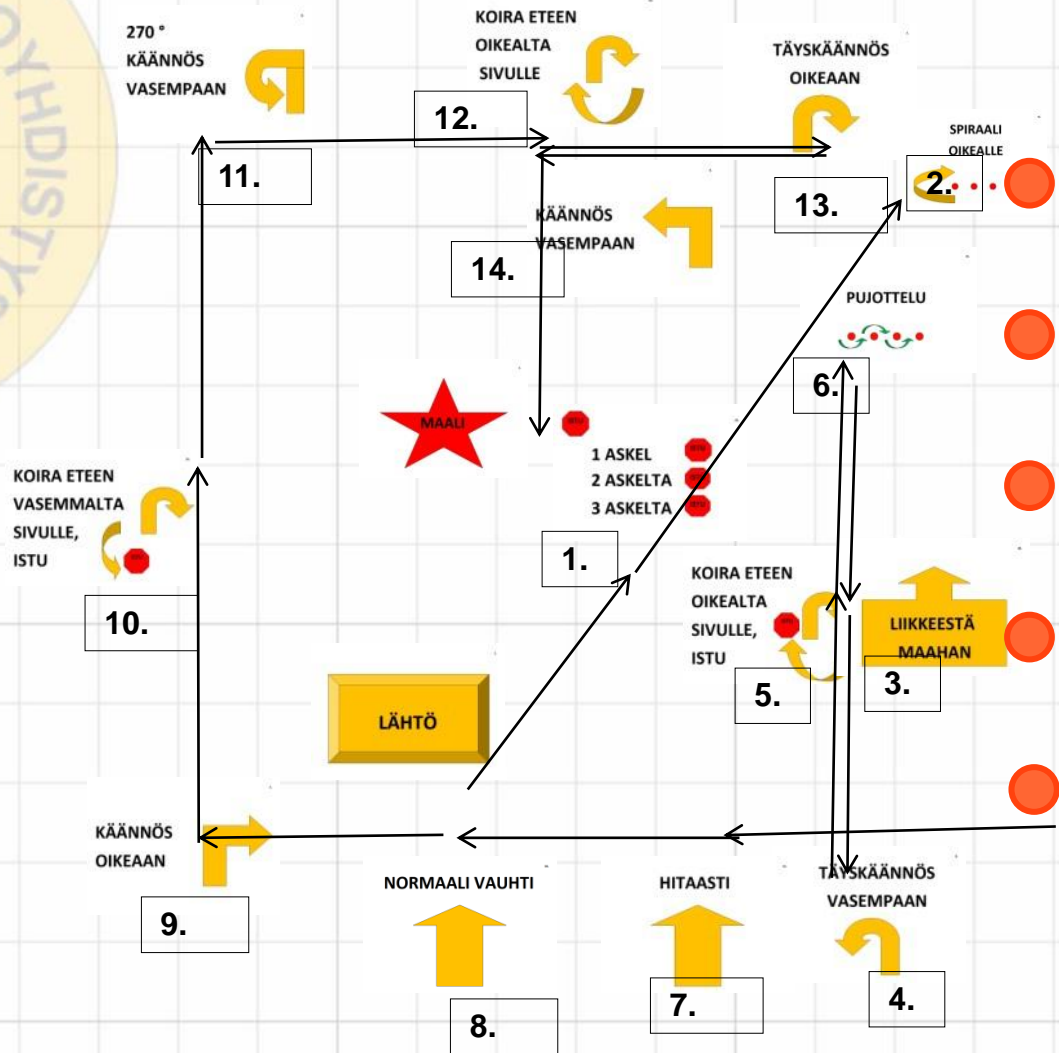 OYHDISTYS
270 °
KÄÄNNÖS
VASEMPAAN
KOIRA ETEEN
OIKEALTA
SIVULLE
TÄYSKÄÄNNÖS
OIKEAAN
12.
SPIRAALI
OIKEALLE
11.
2.
13.
KÄÄNNÖS
VASEMPAAN
14.
PUJOTTELU
6.
MAALI
1 ASKEL
2 ASKELTA
3 ASKELTA
KOIRA ETEEN
VASEMMALTA
SIVULLE,
ISTU
1.
10.
KOIRA ETEEN
OIKEALTA
SIVULLE,
ISTU
LIIKKEESTÄ
MAAHAN
5.
3.
LÄHTÖ
KÄÄNNÖS
OIKEAAN
9.
NORMAALI VAUHTI
8.
HITAASTI
7.
TÄYSKÄÄNNÖS
VASEMPAAN
4.